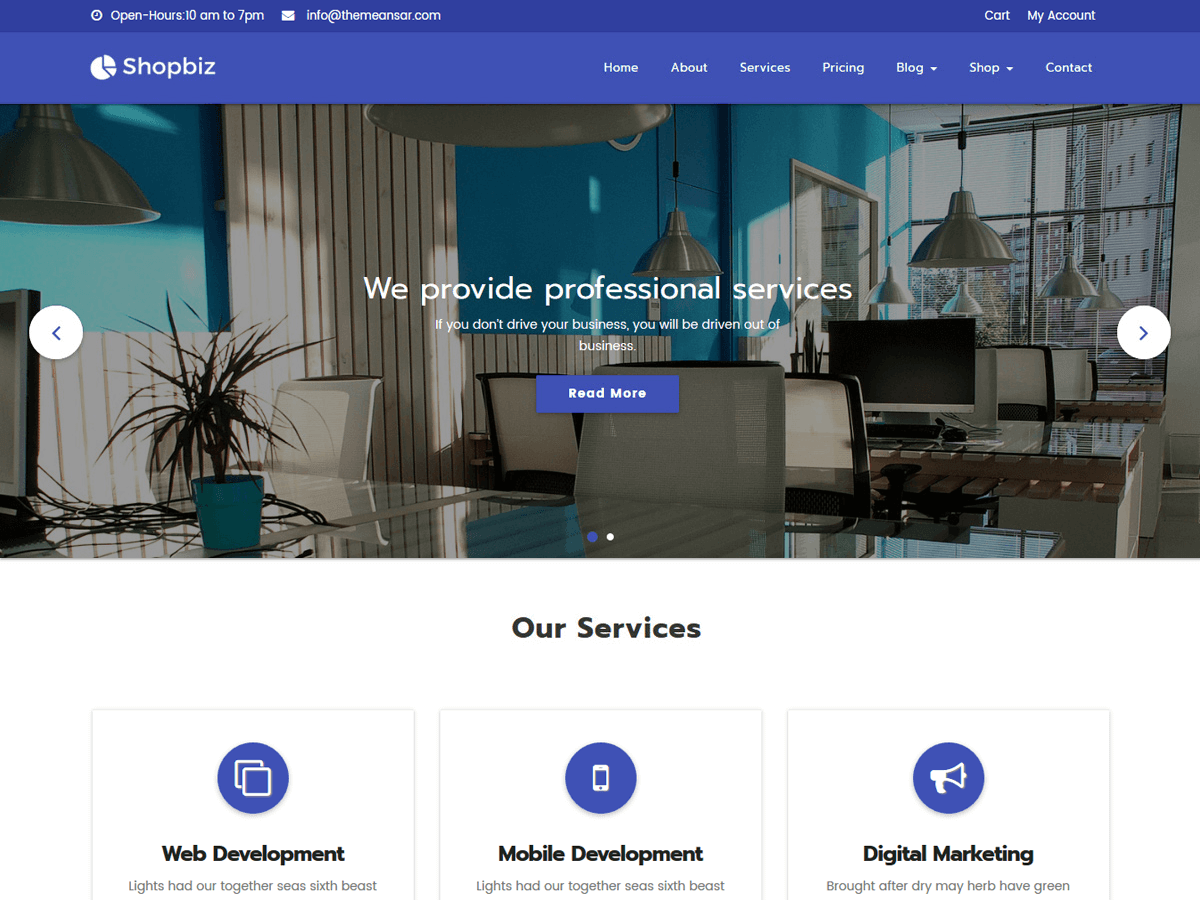 Open-Hours:10 am to 7pm info@themeansar.com Cart My Account
Shopbiz Home About Services Pricing Blog Shop Contact
We provide professional services
If you don't drive your business, you will be driven out of
business.
Read More
Our Services
Web Development Mobile Development Digital Marketing
Lights had our together seas sixth beast Lights had our together seas sixth beast Brought after dry may herb have green